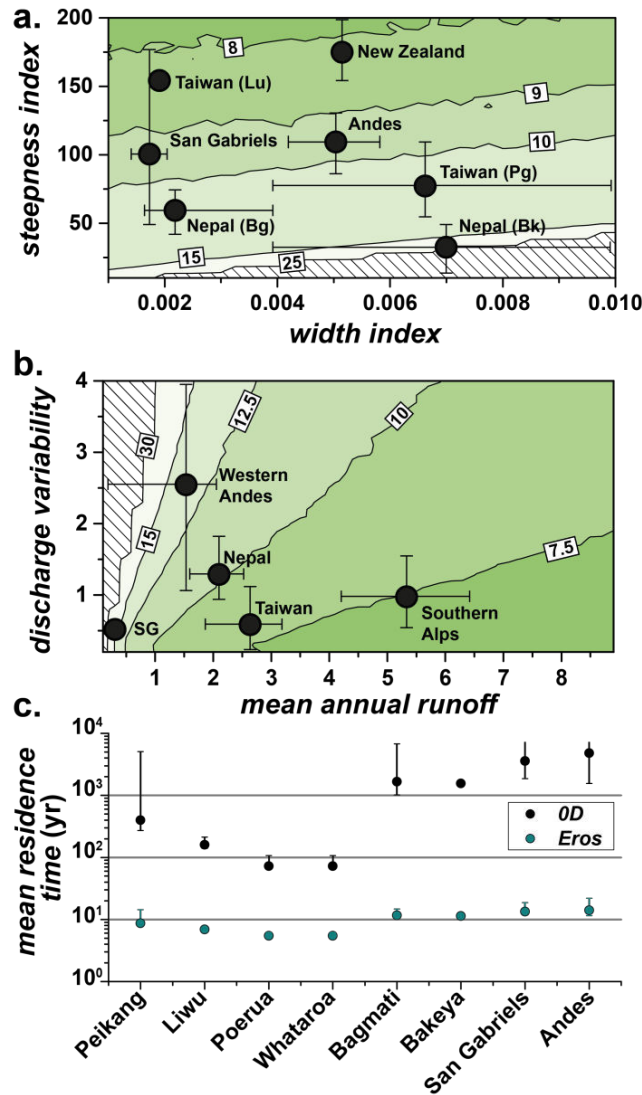 a.
200
150
100
50
steepness index
8
9
10
15
25
New Zealand
Taiwan (Lu)
San Gabriels
Andes
Taiwan (Pg)
Nepal (Bg)
Nepal (Bk)
0.002 0.004 0.006 0.008 0.010
width index
b.
4
3
2
1
discharge variability
30
15
12.5
10
7.5
Western
Andes
Nepal
Taiwan
SG
Southern
Alps
1 2 3 4 5 6 7 8
mean annual runoff
c.
10⁴
10³
10²
10¹
10⁰
mean residence
time (yr)
0D
Eros
Peikang
Liwu
Poerua
Whataroa
Bagmati
Bakeya
San Gabriels
Andes